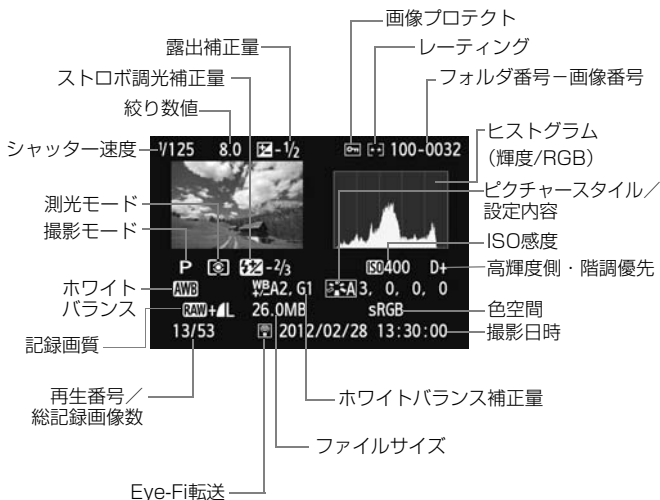 画像プロテクト
露出補正量
レーティング
ストロボ調光補正量
フォルダ番号－画像番号
絞り数値
ヒストグラム
（輝度/RGB）
シャッター速度
1/125 8.0 -1/2 100-0032
ピクチャースタイル／
設定内容
測光モード
撮影モード
ISO感度
P -2/3 ISO400 D+
高輝度側・階調優先
ホワイト
バランス
AWB WB A2, G1 A 3, 0, 0, 0
RAW+L 26.0MB sRGB
色空間
記録画質
13/53 2012/02/28 13:30:00
撮影日時
再生番号／
総記録画像数
ホワイトバランス補正量
ファイルサイズ
Eye-Fi転送